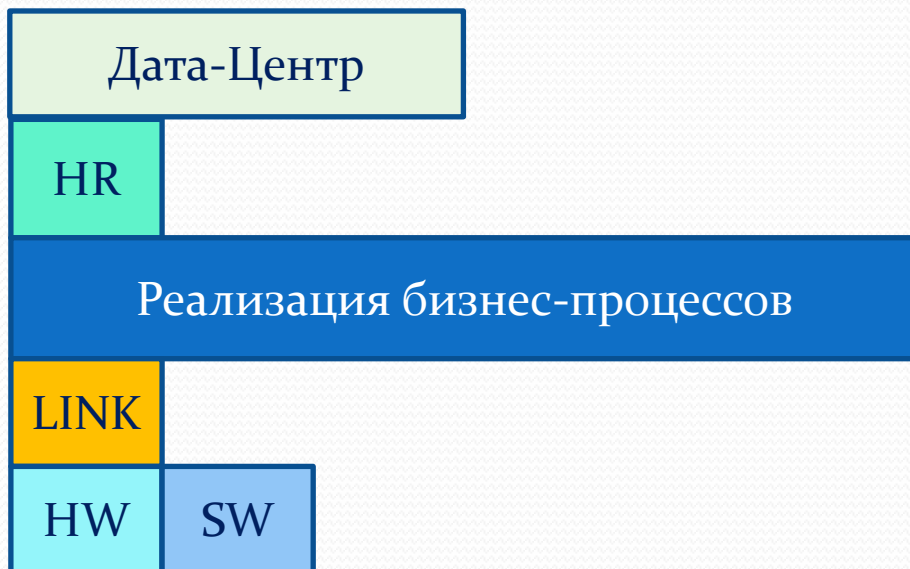 Дата-Центр
HR
Реализация бизнес-процессов
LINK
HW SW